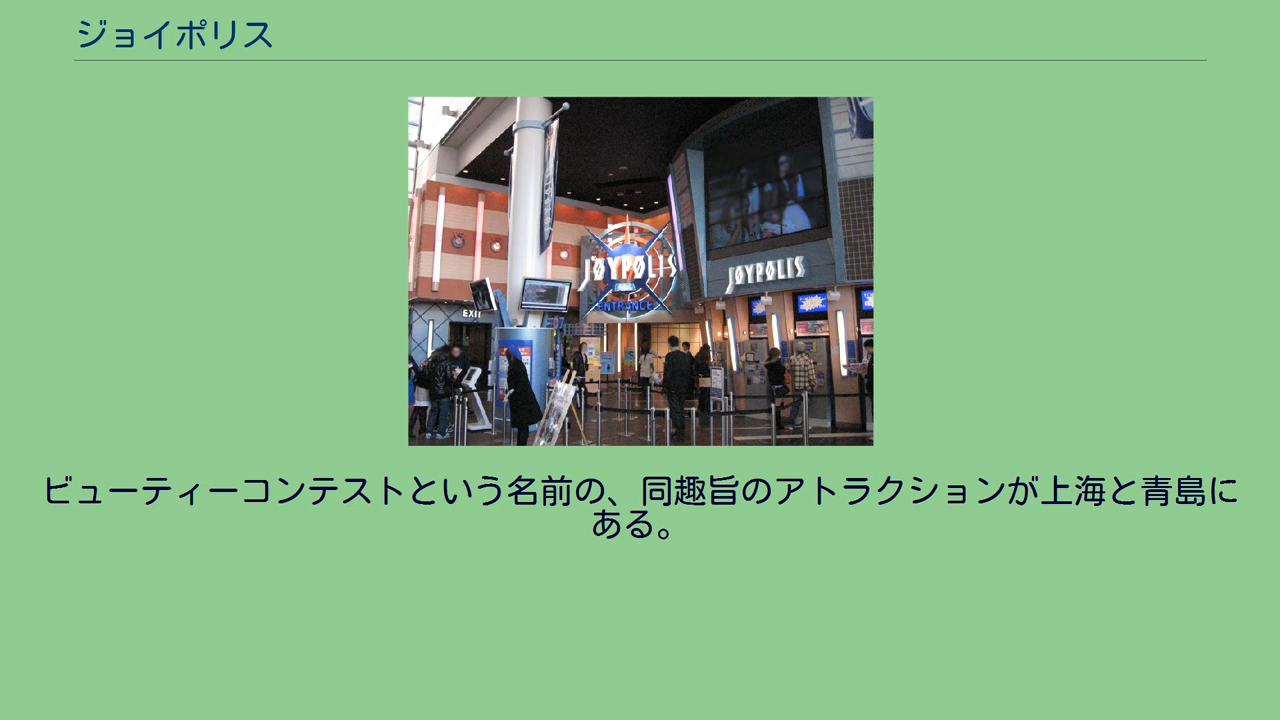 ジョイポリス
JOYPOLIS
JOYPOLIS
ENTRANCE
EXIT
ビューティーコンテストという名前の、同趣旨のアトラクションが上海と青島に
ある。